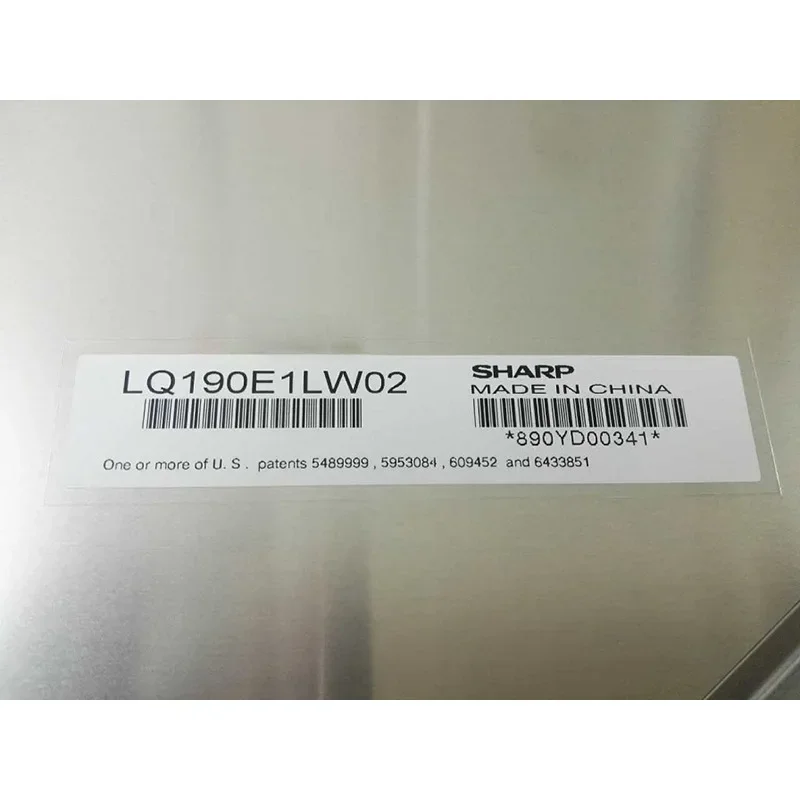 LQ190E1LW02
SHARP
MADE IN CHINA
*890YD00341*
One or more of U. S . patents 5489999 , 5953084 , 609452 and 6433851